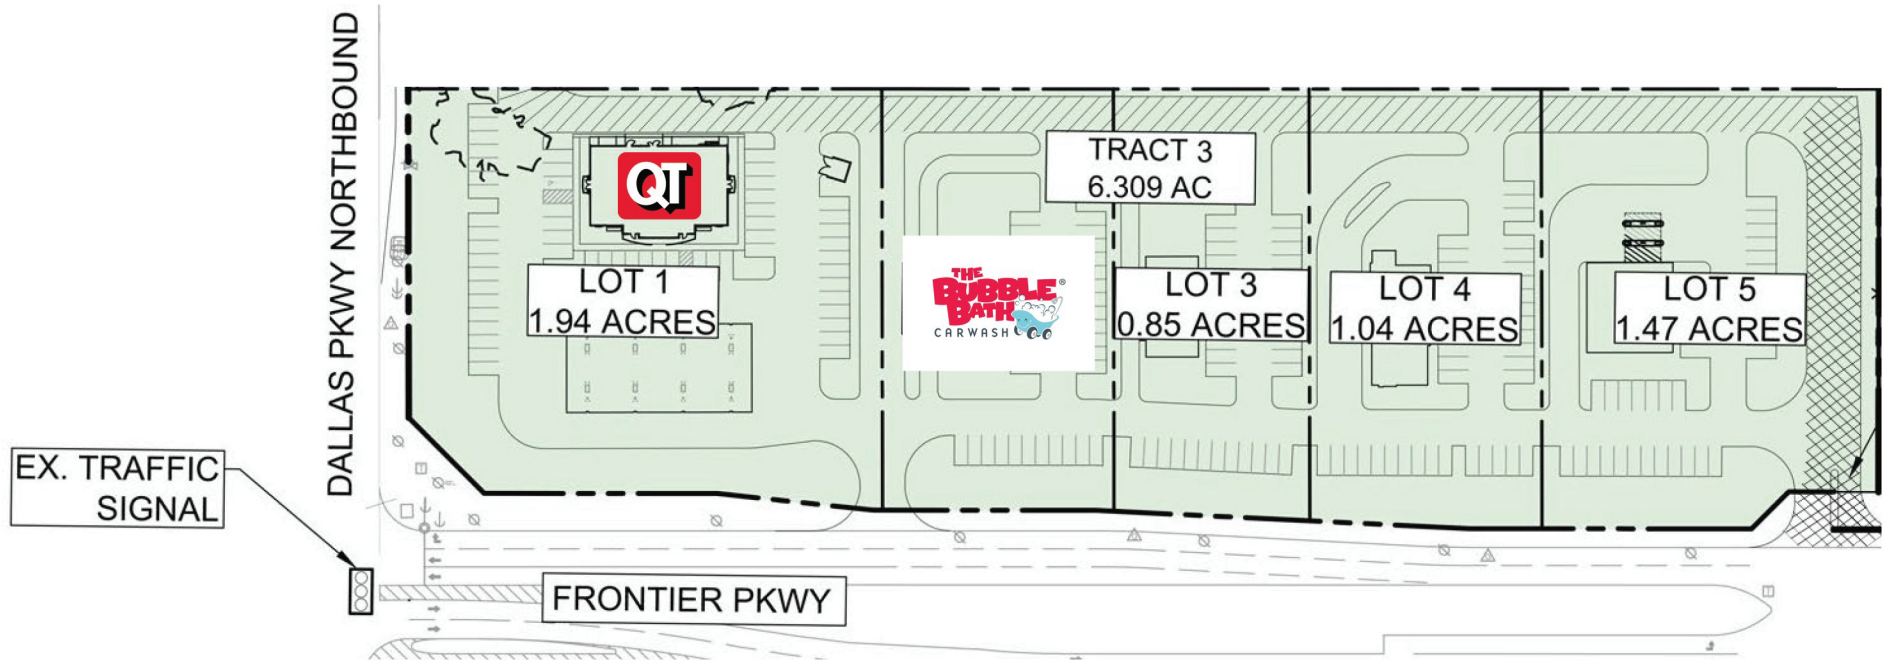 DALLAS PKWY NORTHBOUND
QT
TRACT 3
6.309 AC
LOT 1
1.94 ACRES
THE
BUBBLE
BATH
CARWASH
®
LOT 3
0.85 ACRES
LOT 4
1.04 ACRES
LOT 5
1.47 ACRES
EX. TRAFFIC
SIGNAL
FRONTIER PKWY